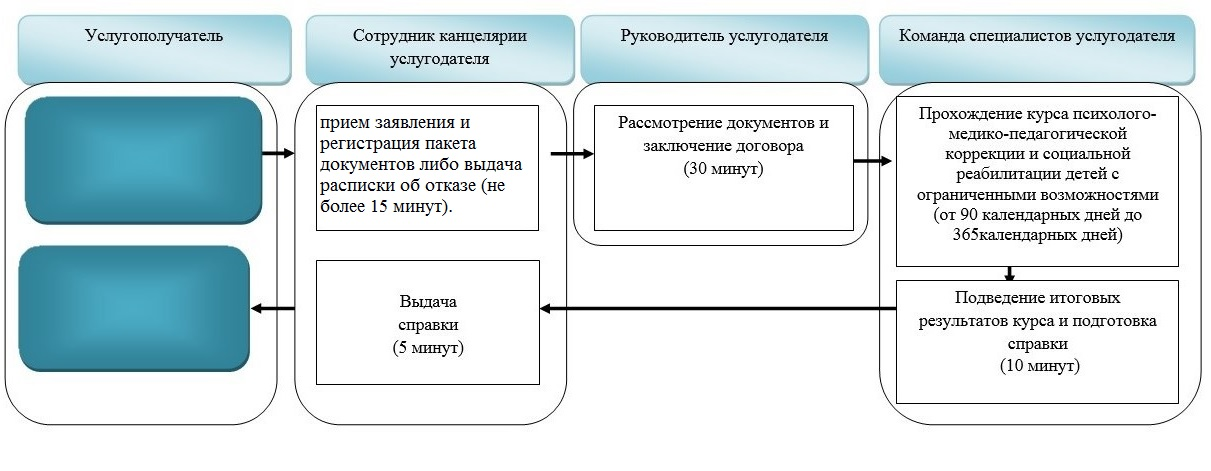 Услугополучатель
Сотрудник канцелярии
услугодателя
Руководитель услугодателя
Команда специалистов услугодателя
прием заявления и
регистрация пакета
документов либо выдача
расписки об отказе (не
более 15 минут).
Рассмотрение документов и
заключение договора
(30 минут)
Прохождение курса психолого-
медико-педагогической
коррекции и социальной
реабилитации детей с
ограниченными возможностями
(от 90 календарных дней до
365календарных дней)
Выдача
справки
(5 минут)
Подведение итоговых
результатов курса и подготовка
справки
(10 минут)